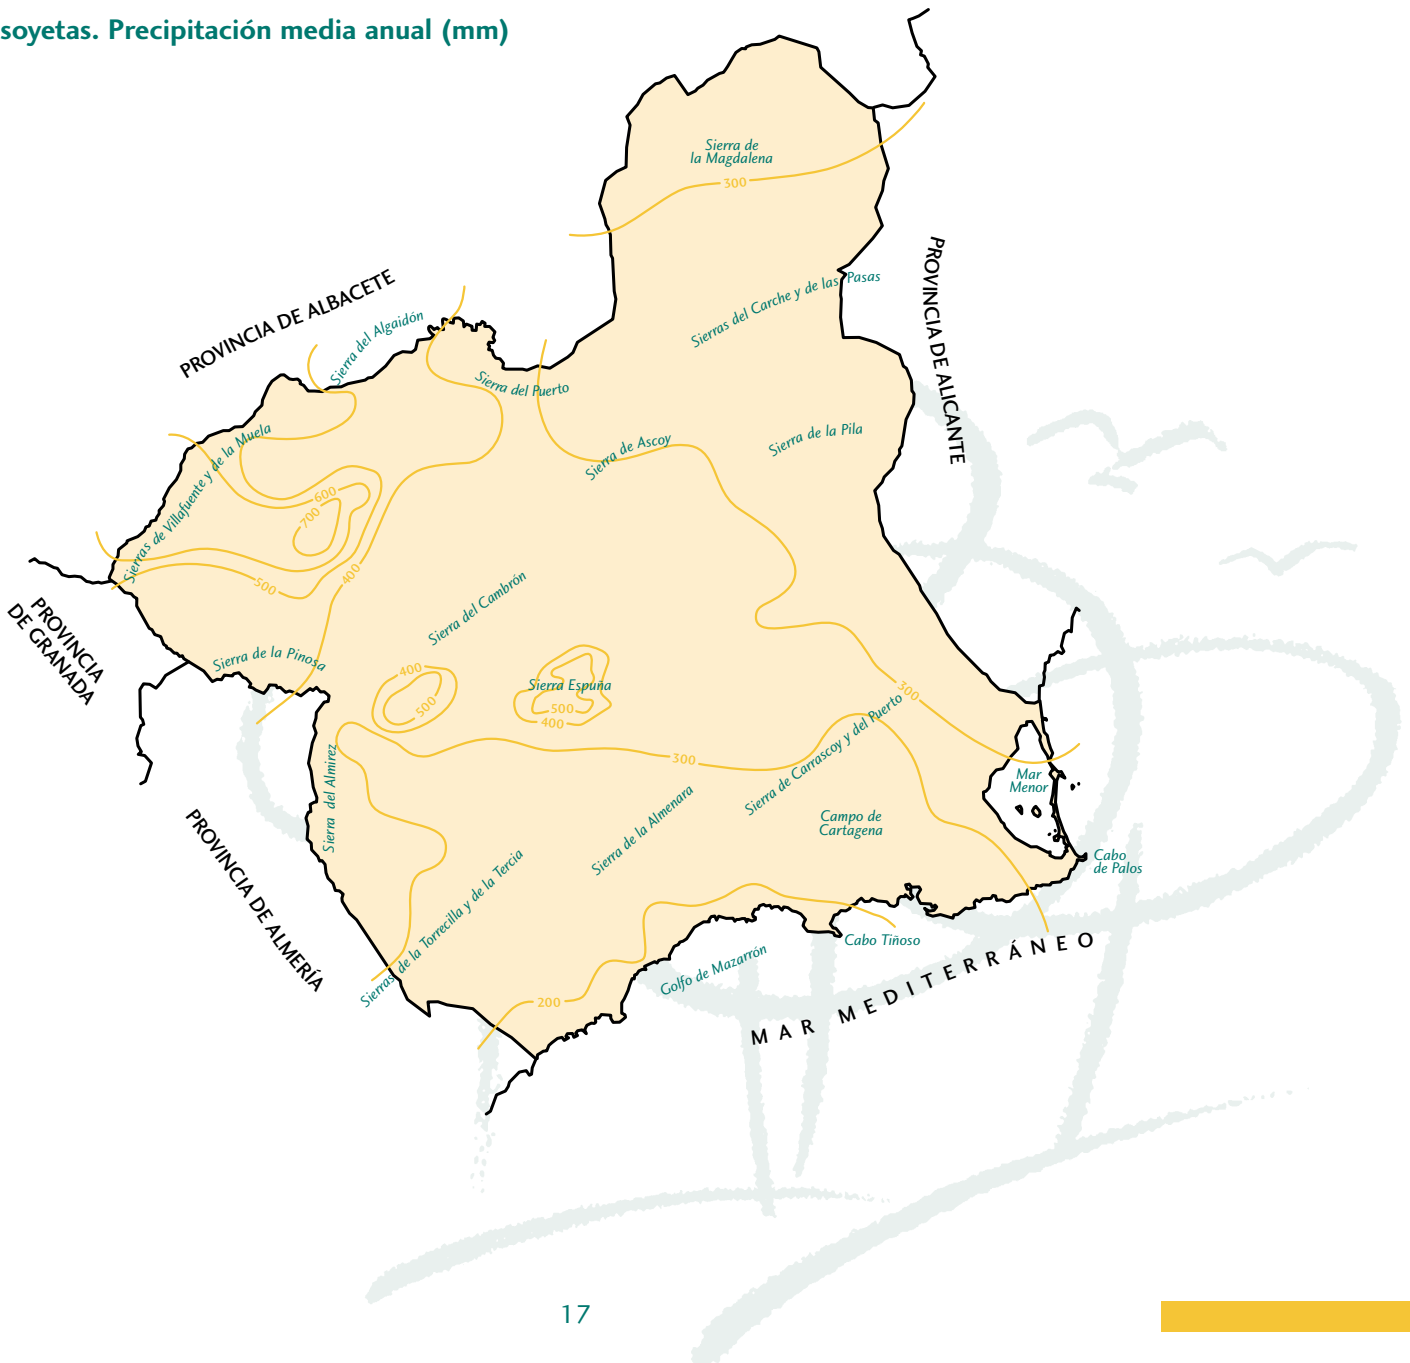 soyetas. Precipitación media anual (mm)
Sierra de
la Magdalena
300
PROVINCIA DE ALBACETE
PROVINCIA DE ALICANTE
Sierras del Carche y de las Pasas
Sierra del Algaidón
Sierra del Puerto
Sierra de Ascoy
Sierra de la Pila
Sierras de Villafuente y de la Muela
600
700
500
400
Sierra del Cambrón
PROVINCIA
DE GRANADA
Sierra de la Pinosa
400
500
Sierra Espuña
500
400
300
300
Sierra de Carrascoy y del Puerto
Sierra del Almirez
Mar
Menor
Sierra de la Almenara
Campo de
Cartagena
PROVINCIA DE ALMERÍA
Sierras de la Torrecilla y de la Tercia
Cabo
de Palos
Cabo Tiñoso
Golfo de Mazarrón
MAR MEDITERRÁNEO
200
17